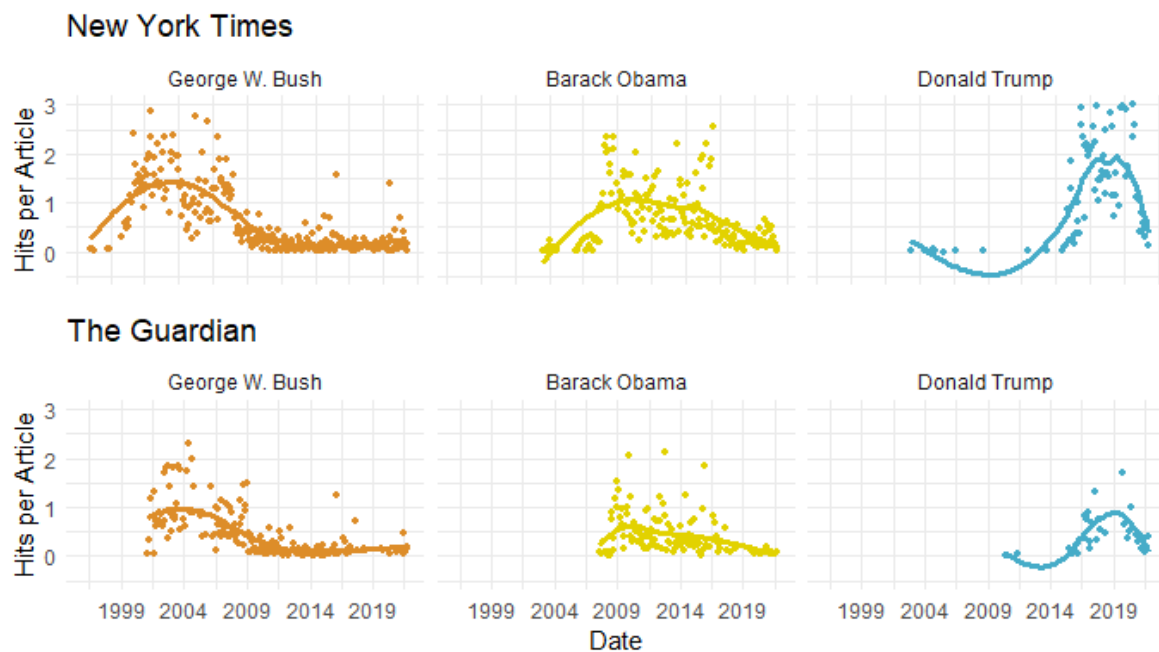 New York Times
George W. Bush Barack Obama Donald Trump
Hits per Article
3
2
1
0
The Guardian
George W. Bush Barack Obama Donald Trump
Hits per Article
3
2
1
0
1999 2004 2009 2014 2019 1999 2004 2009 2014 2019 1999 2004 2009 2014 2019
Date